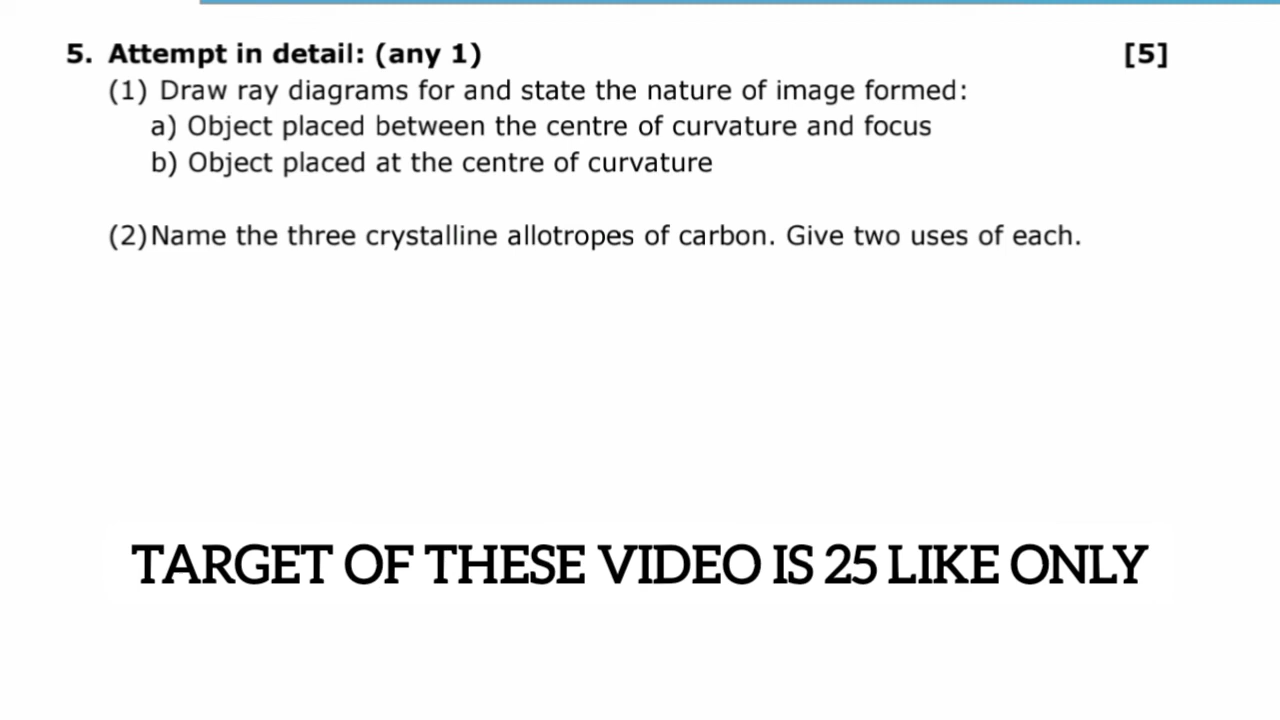 5. Attempt in detail: (any 1) [5]
(1) Draw ray diagrams for and state the nature of image formed:
a) Object placed between the centre of curvature and focus
b) Object placed at the centre of curvature
(2) Name the three crystalline allotropes of carbon. Give two uses of each.
TARGET OF THESE VIDEO IS 25 LIKE ONLY